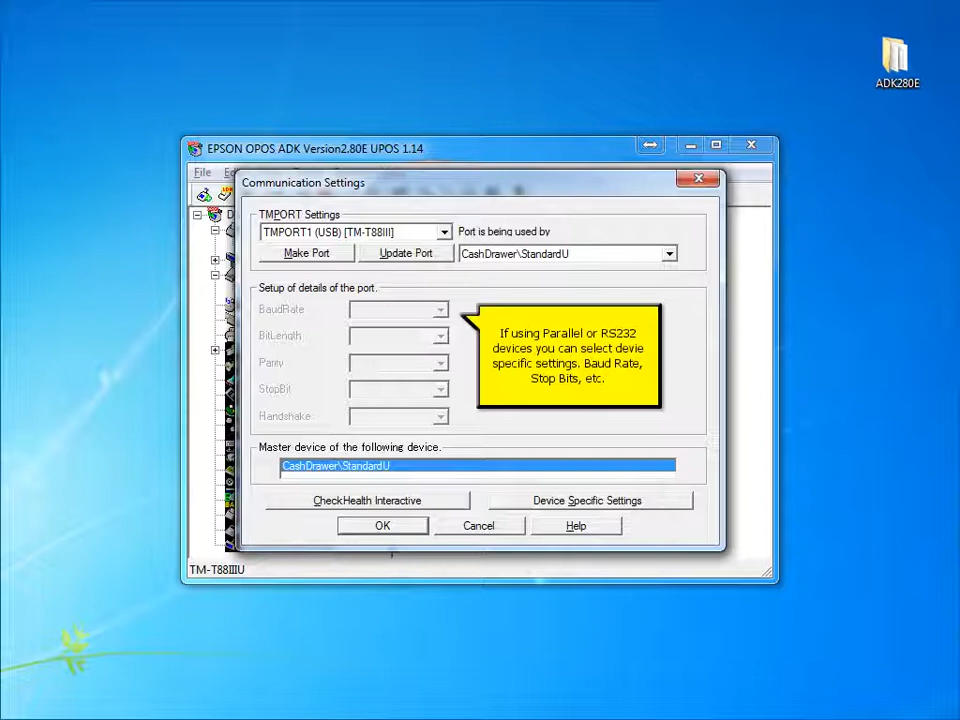 ADK280E
EPSON OPOS ADK Version2.80E UPOS 1.14
File
Communication Settings
TMPORT Settings
TMPORT1 (USB) [TM-T88III]
Port is being used by
Make Port
Update Port
CashDrawer\StandardU
Setup of details of the port.
BaudRate
BitLength
Parity
StopBit
Handshake
If using Parallel or RS232
devices you can select devie
specific settings. Baud Rate,
Stop Bits, etc.
Master device of the following device.
CashDrawer\StandardU
CheckHealth Interactive
Device Specific Settings
OK
Cancel
Help
TM-T88IIIU